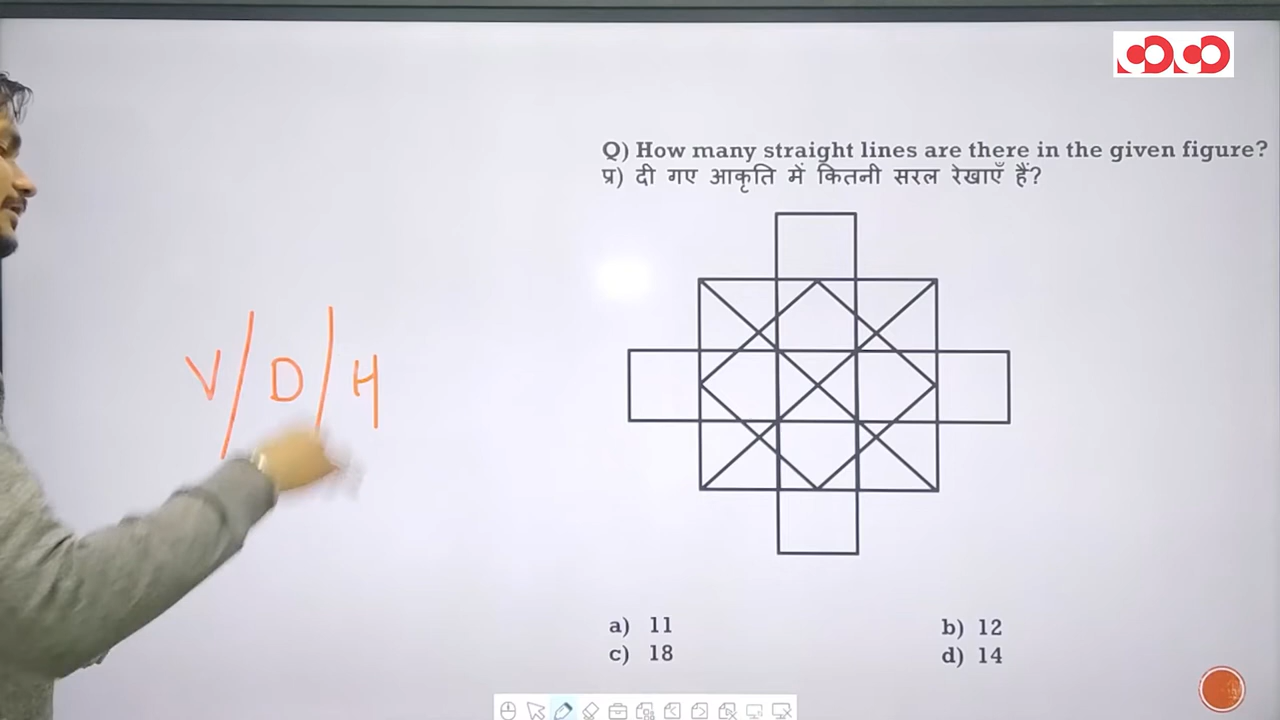 Q) How many straight lines are there in the given figure?
प्र) दी गए आकृति में कितनी सरल रेखाएँ हैं?
V/D/H
a) 11
b) 12
c) 18
d) 14